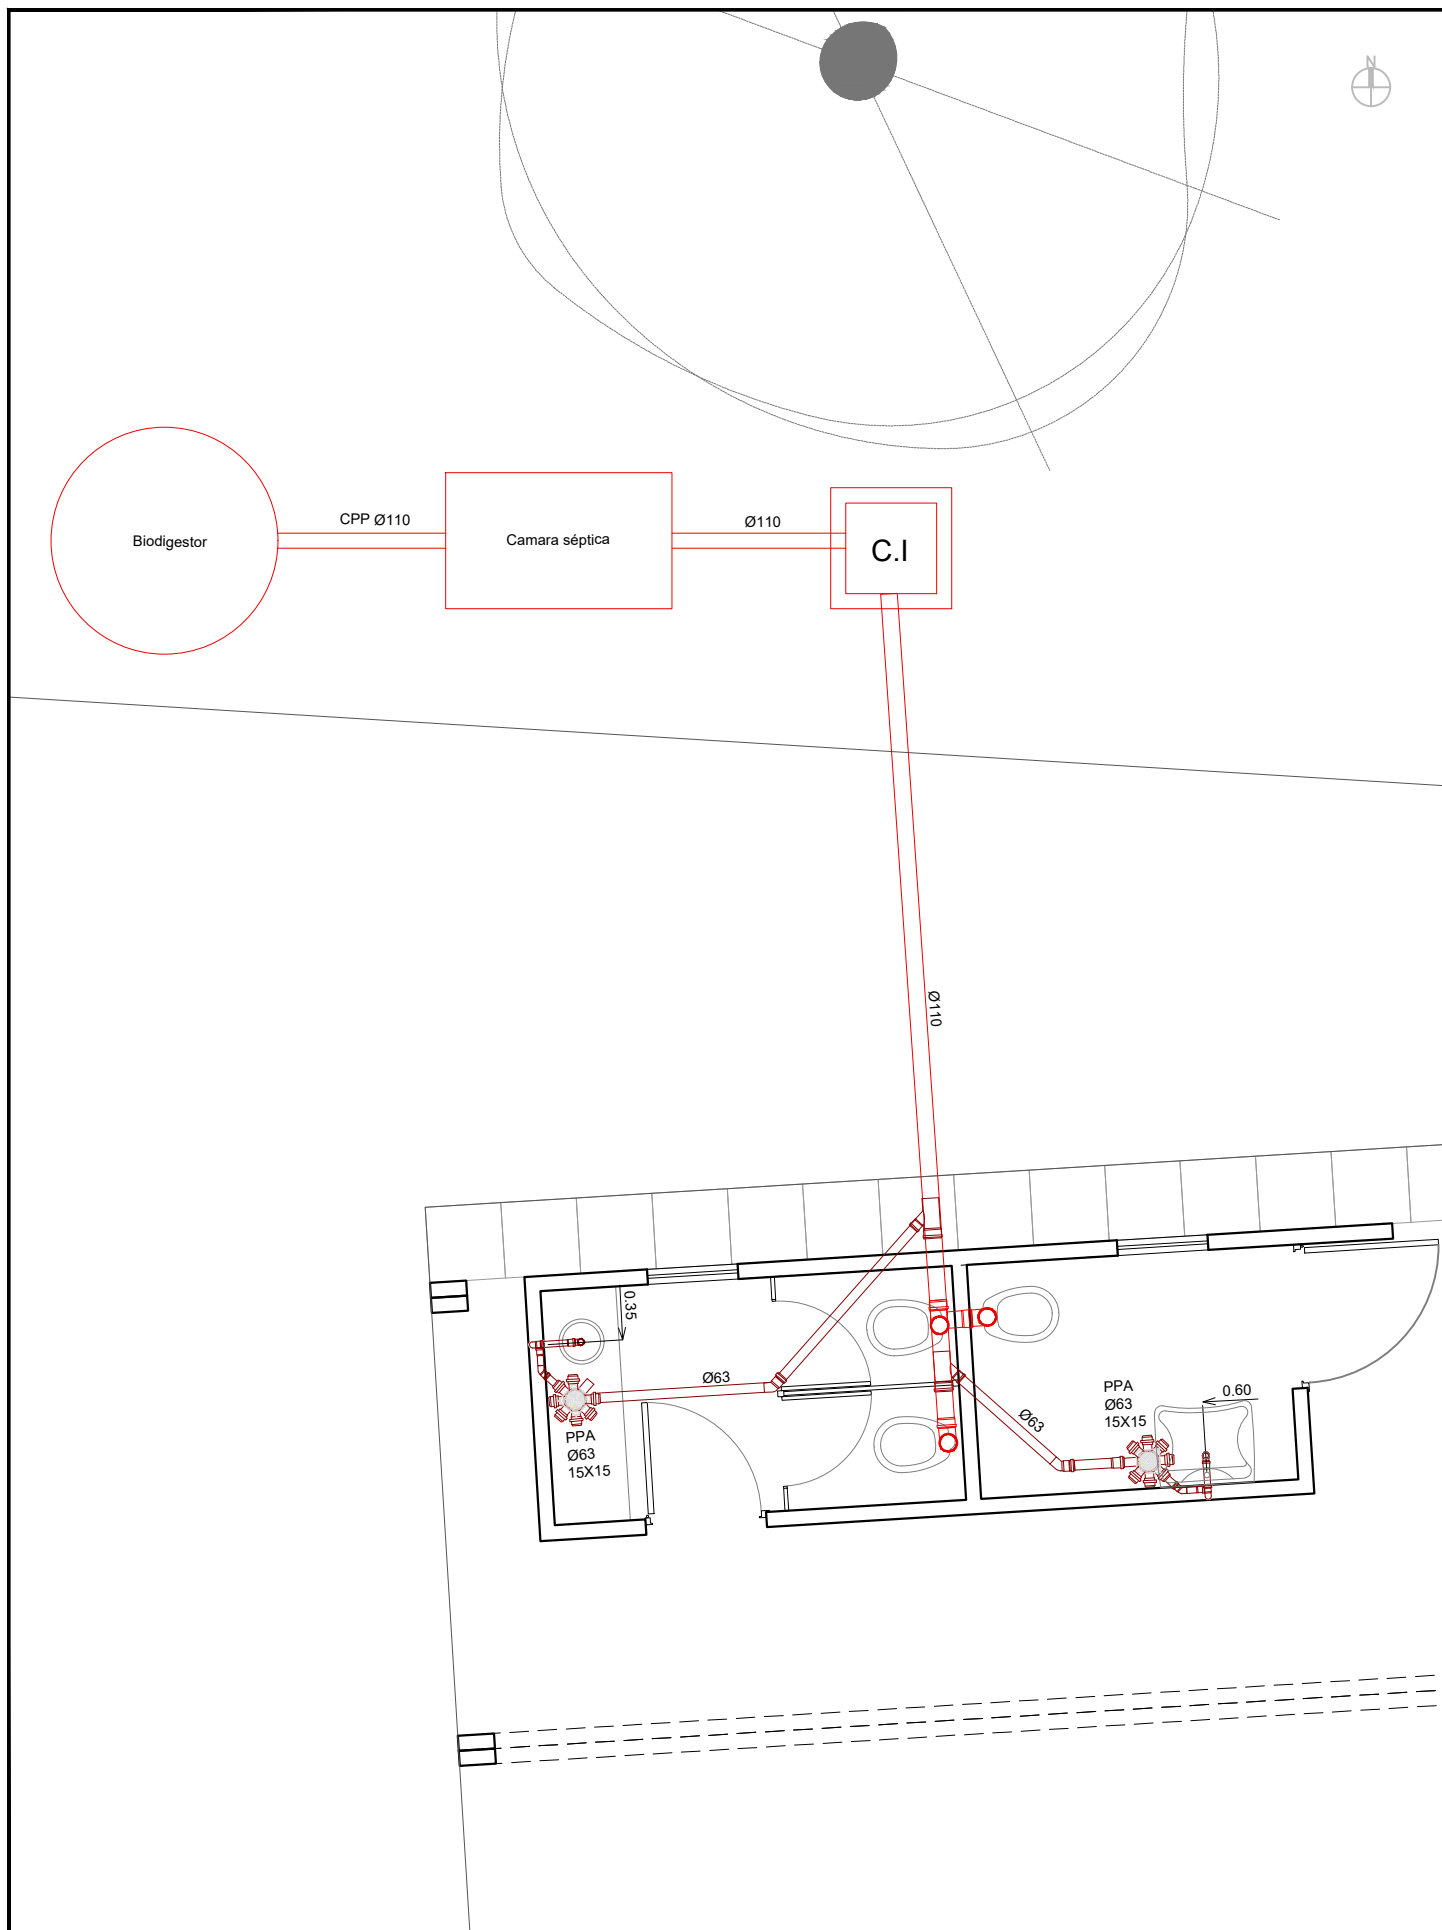 N
CPP Ø110
Ø110
Biodigestor
Camara séptica
C.I
Ø110
0.35
Ø63
PPA
Ø63
15X15
0.60
Ø63
PPA
Ø63
15X15